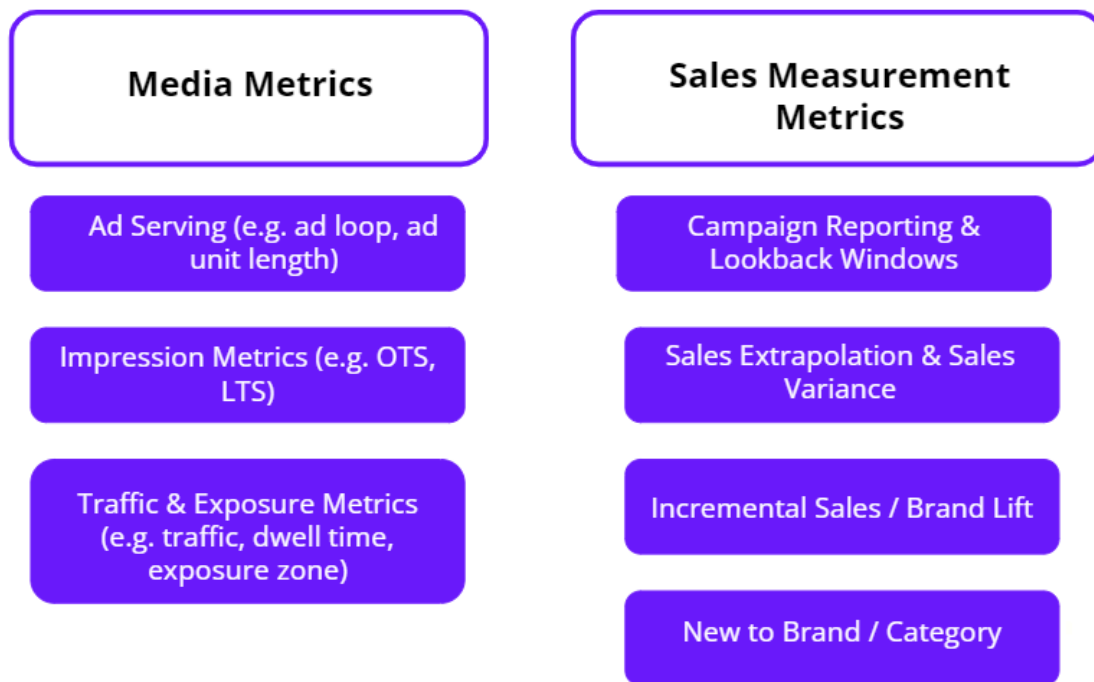 Media Metrics
Ad Serving (e.g. ad loop, ad
unit length)
Impression Metrics (e.g. OTS,
LTS)
Traffic & Exposure Metrics
(e.g. traffic, dwell time,
exposure zone)
Sales Measurement
Metrics
Campaign Reporting &
Lookback Windows
Sales Extrapolation & Sales
Variance
Incremental Sales / Brand Lift
New to Brand / Category